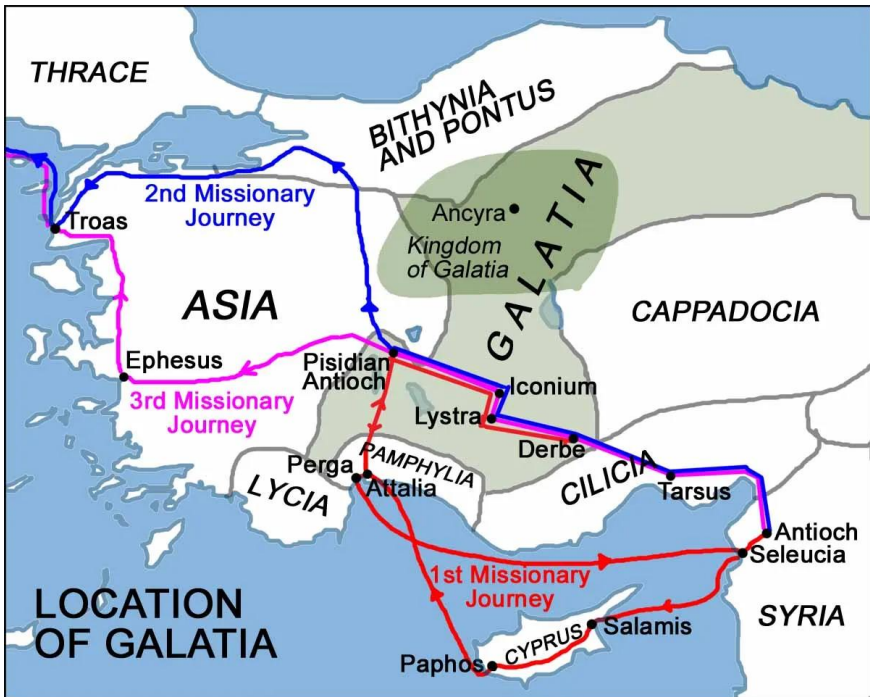 THRACE
BITHYNIA
AND PONTUS
2nd Missionary
Journey
Troas
Ancyra
Kingdom
of Galatia
GALATIA
ASIA
CAPPADOCIA
Ephesus
Pisidian
Antioch
3rd Missionary
Journey
Iconium
Lystra
Derbe
PAMPHYLIA
Perga
Attalia
LYCIA
CILICIA
Tarsus
Antioch
Seleucia
1st Missionary
Journey
LOCATION
OF GALATIA
SYRIA
Salamis
CYPRUS
Paphos